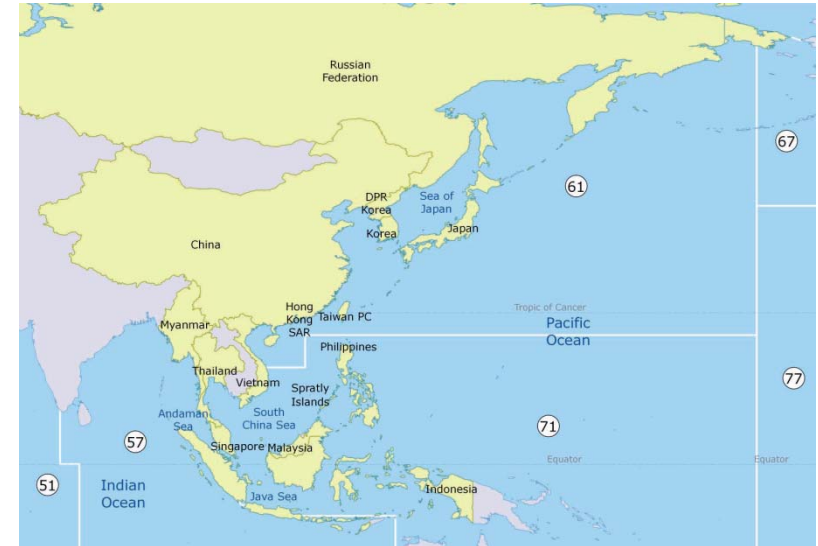 Russian
Federation
67
61
DPR
Korea
Sea of
Japan
Korea
Japan
China
Hong
Kong
SAR
Taiwan PC
Tropic of Cancer
Pacific
Ocean
Myanmar
Philippines
Thailand
Vietnam
Spratly
Islands
77
Andaman
Sea
South
China Sea
71
57
Singapore
Malaysia
Equator
Equator
51
Indian
Ocean
Java Sea
Indonesia